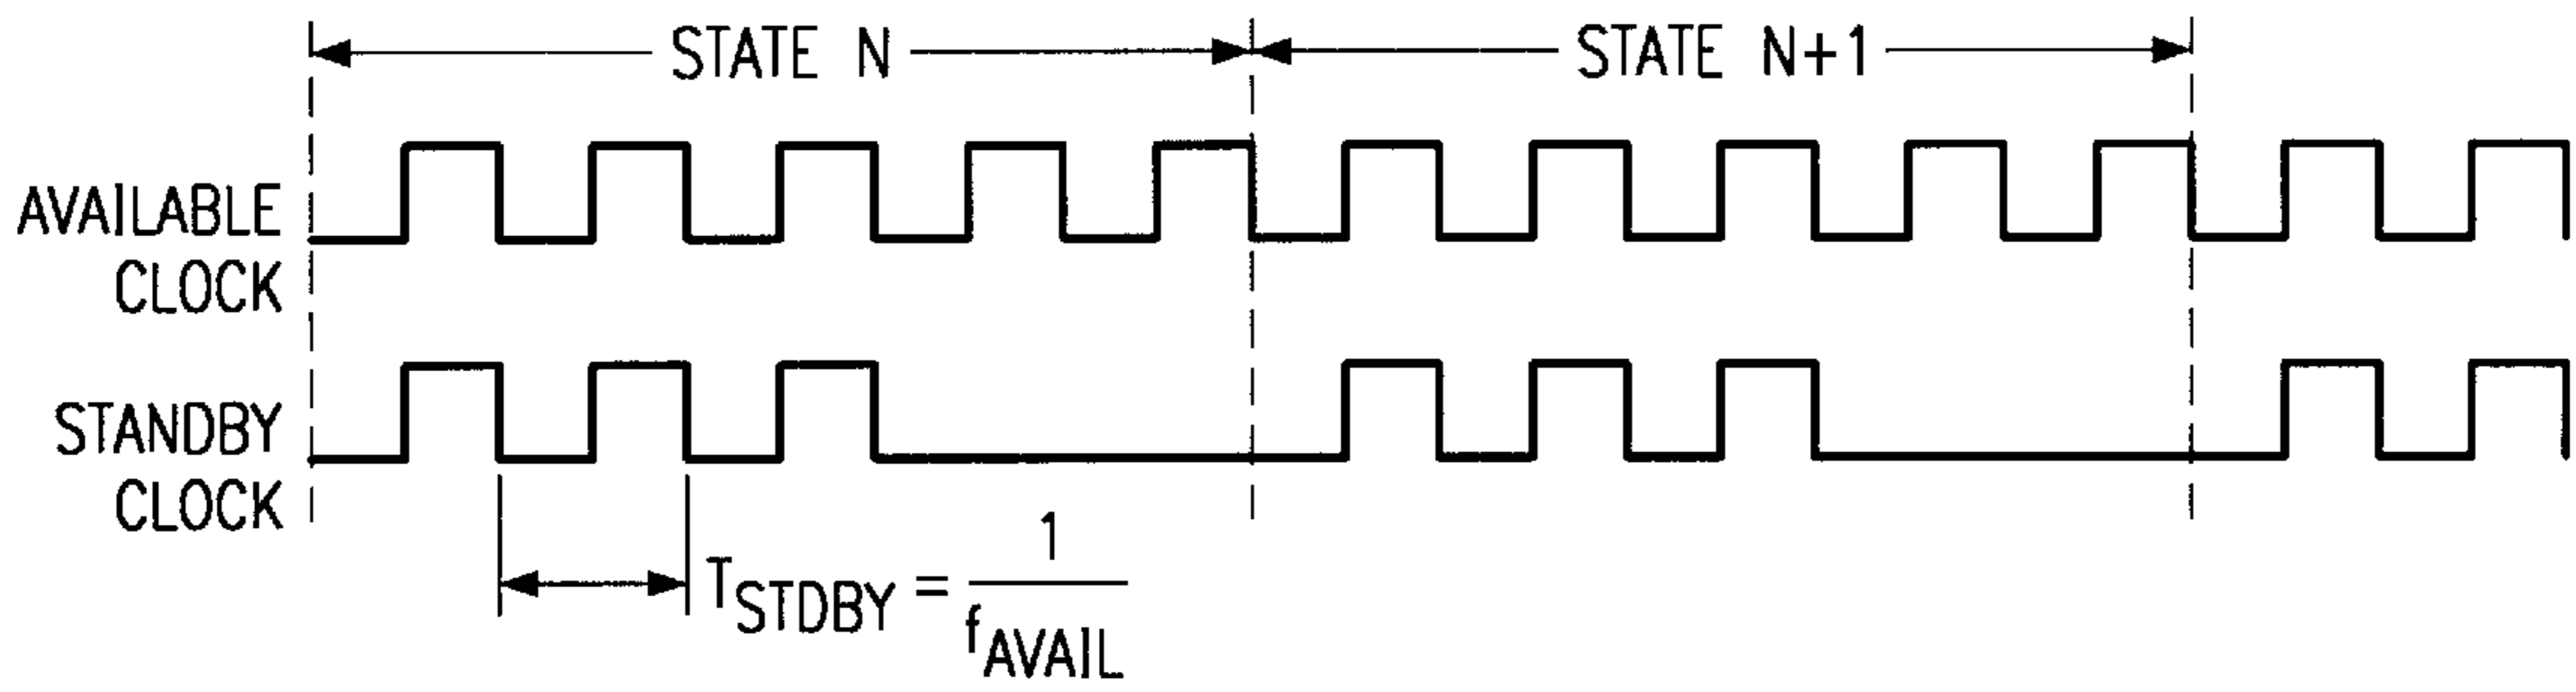 STATE N
STATE N+1
AVAILABLE
CLOCK
STANDBY
CLOCK
T_STDBY = 1/f_AVAIL